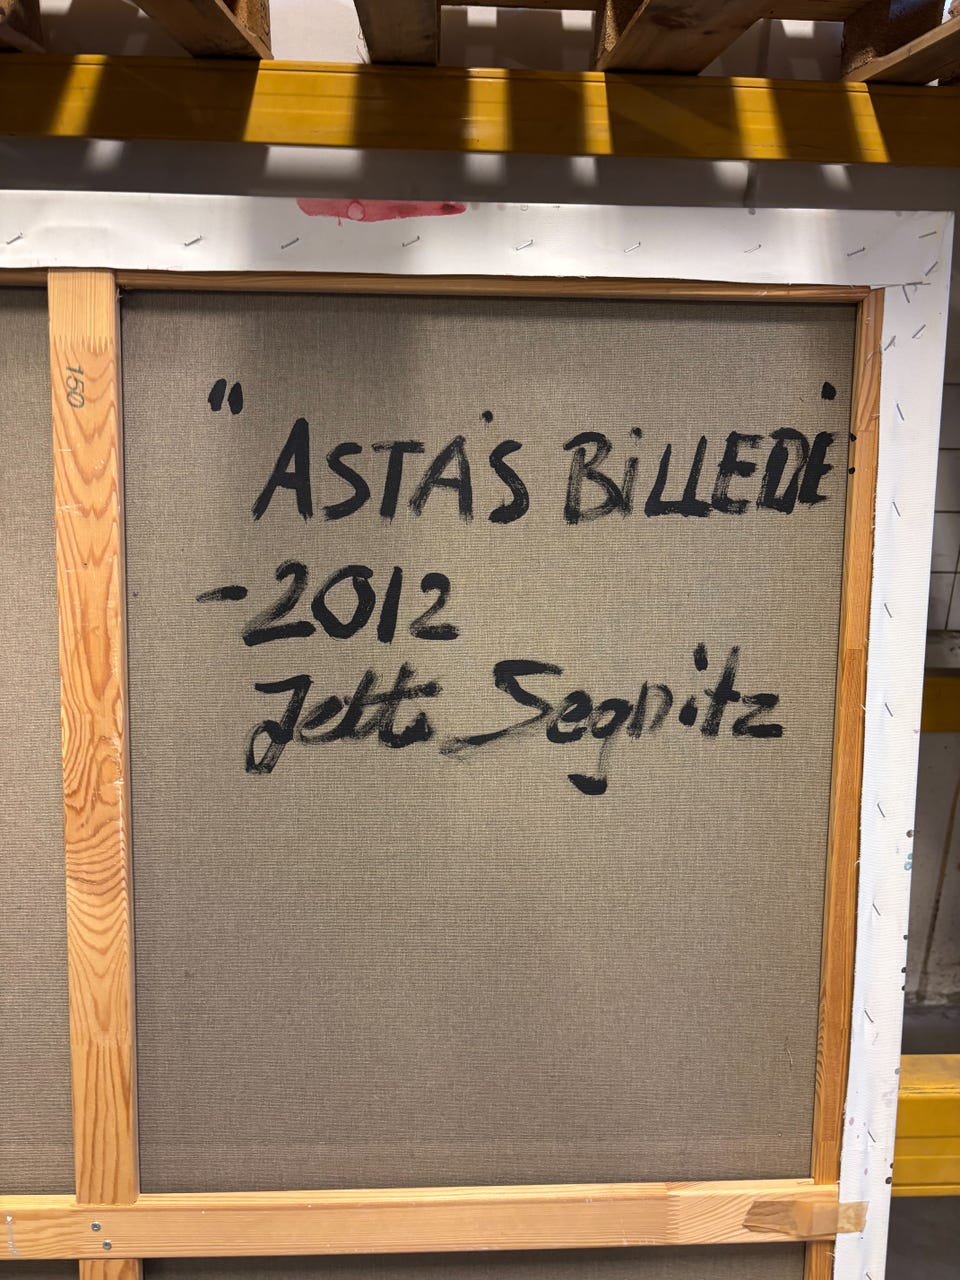 "ASTA'S BiLLEDE"
-2012
Jette Segnitz
150